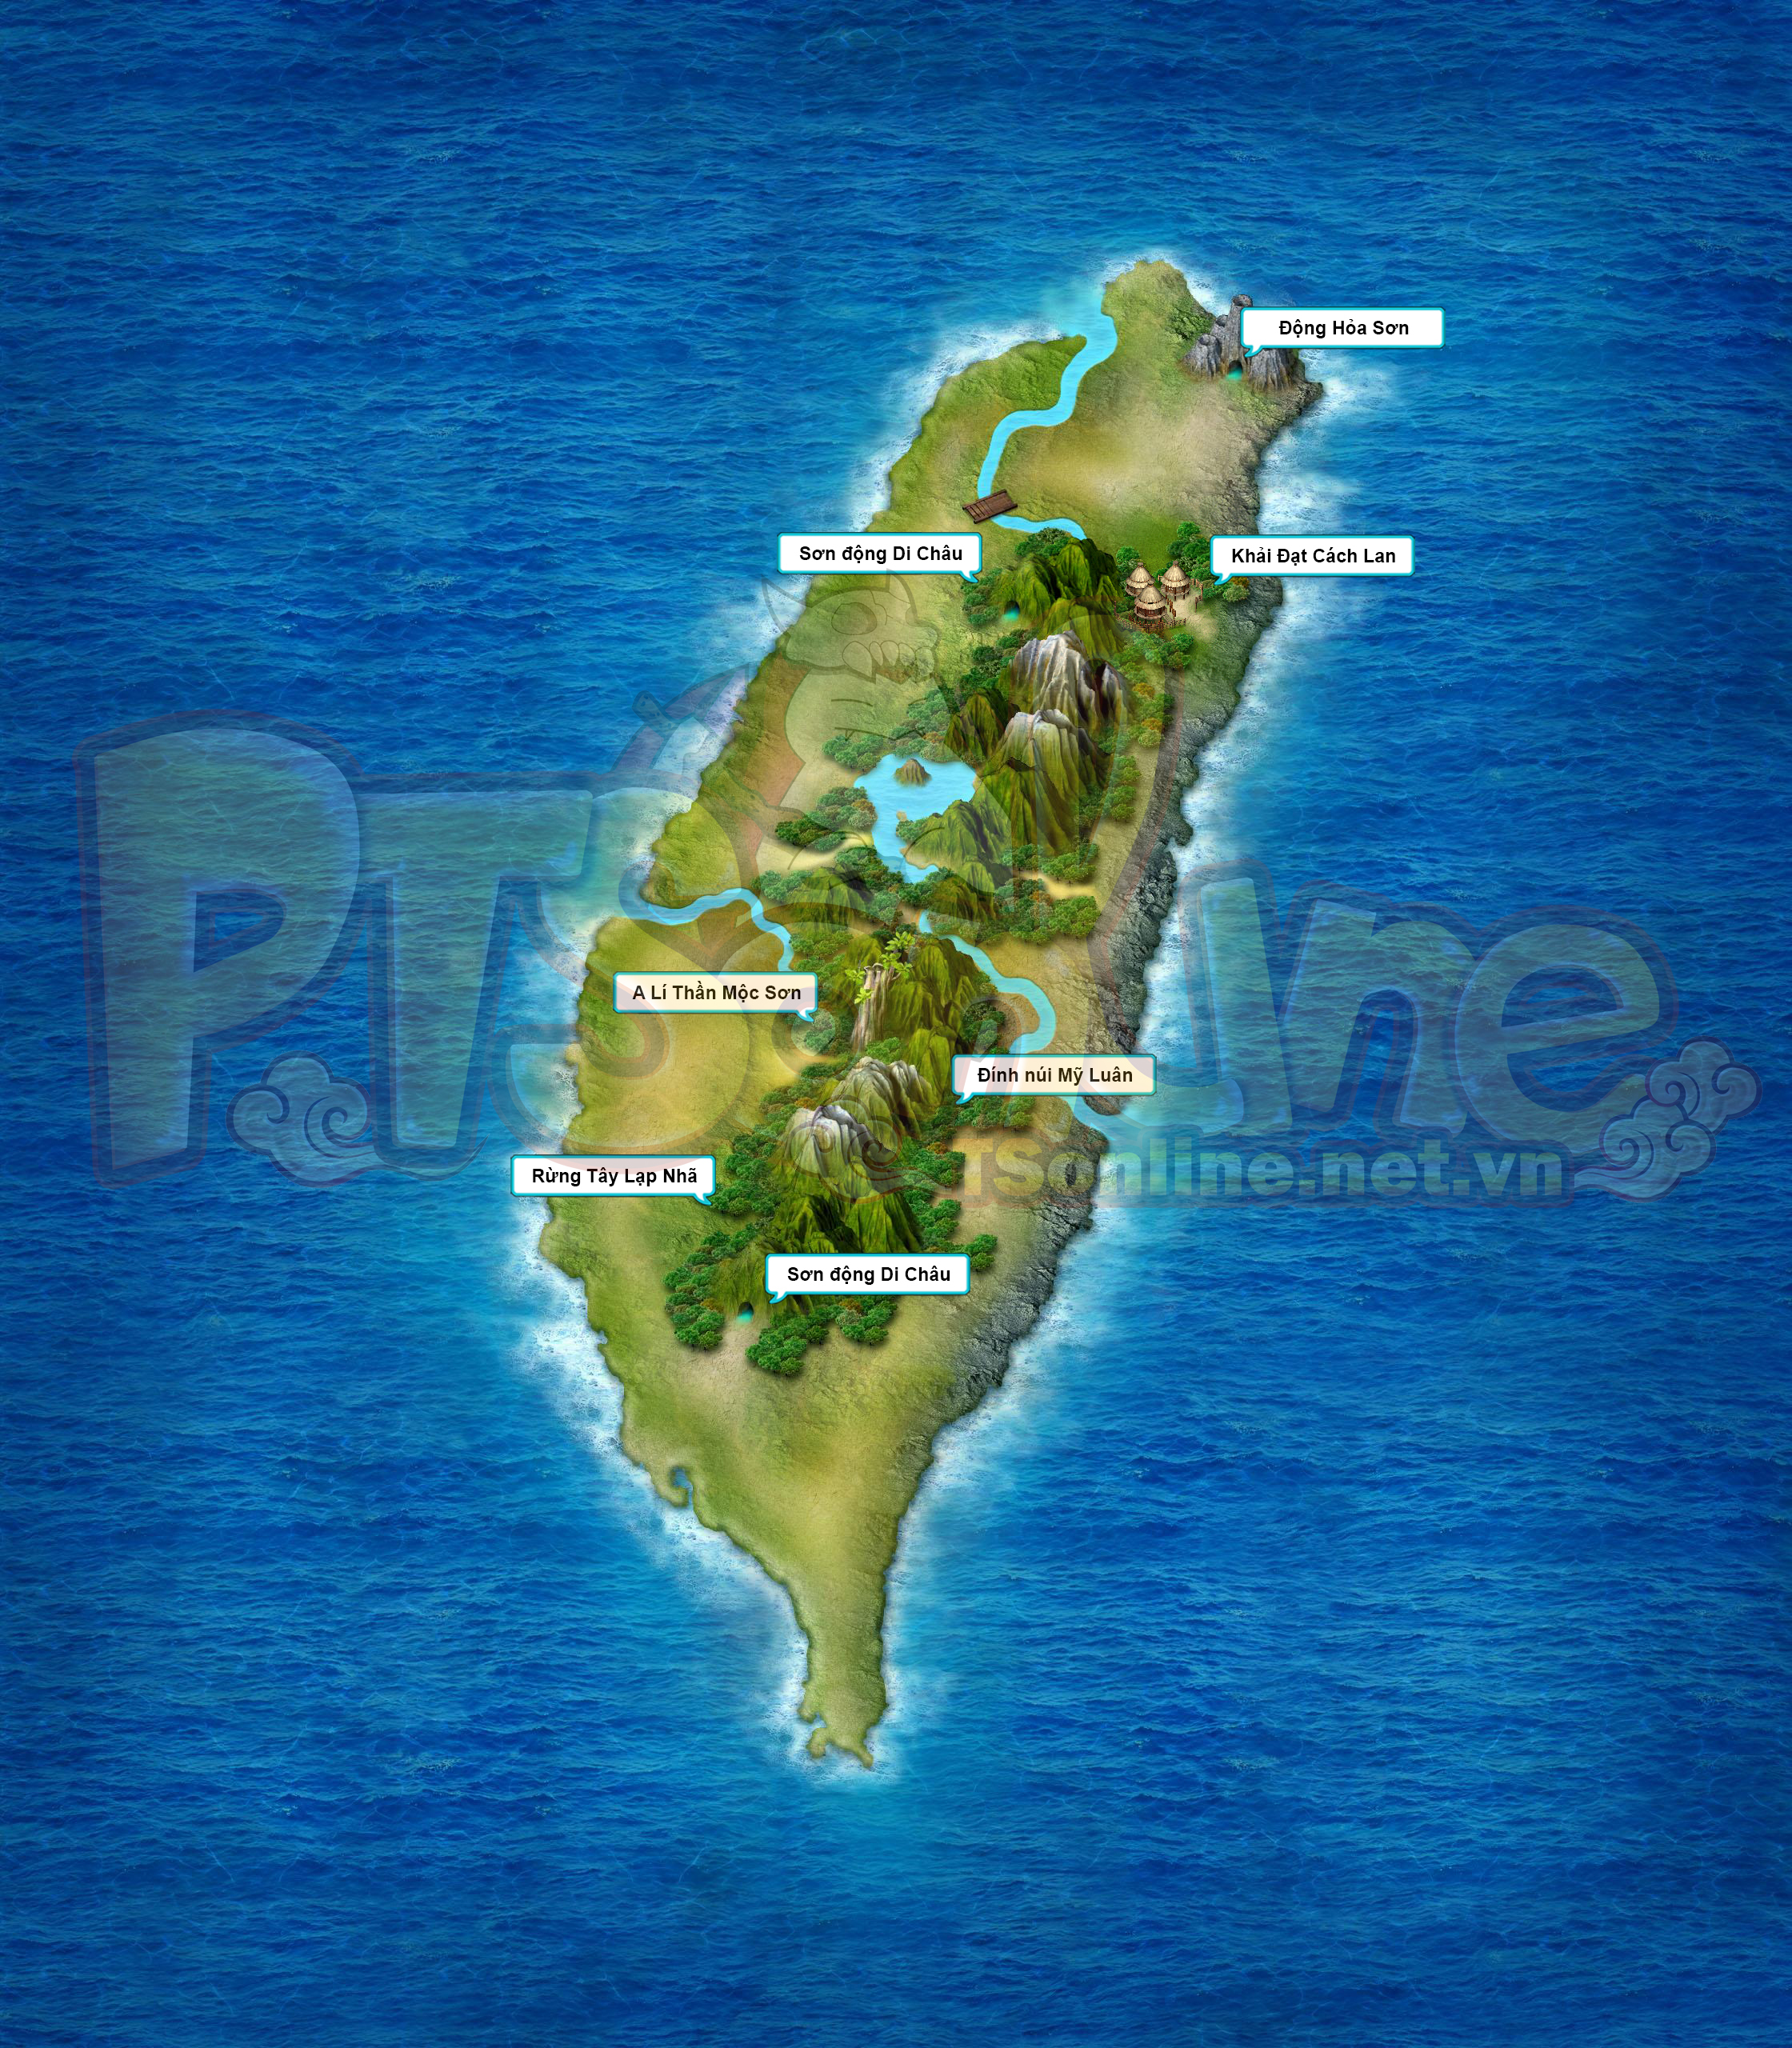 Động Hỏa Sơn
Sơn động Di Châu
Khải Đạt Cách Lan
PTSOnline
A Lí Thần Mộc Sơn
Đính núi Mỹ Luân
TSonline.net.vn
Rừng Tây Lạp Nhã
Sơn động Di Châu